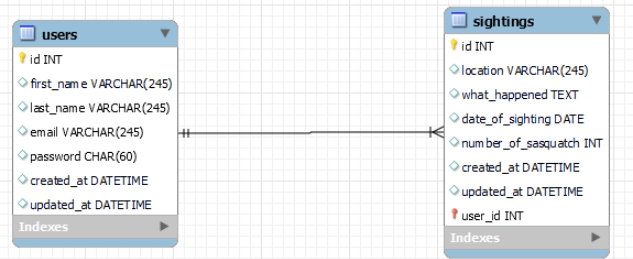 users
id INT
first_name VARCHAR(245)
last_name VARCHAR(245)
email VARCHAR(245)
password CHAR(60)
created_at DATETIME
updated_at DATETIME
Indexes
sightings
id INT
location VARCHAR(245)
what_happened TEXT
date_of_sighting DATE
number_of_sasquatch INT
created_at DATETIME
updated_at DATETIME
user_id INT
Indexes